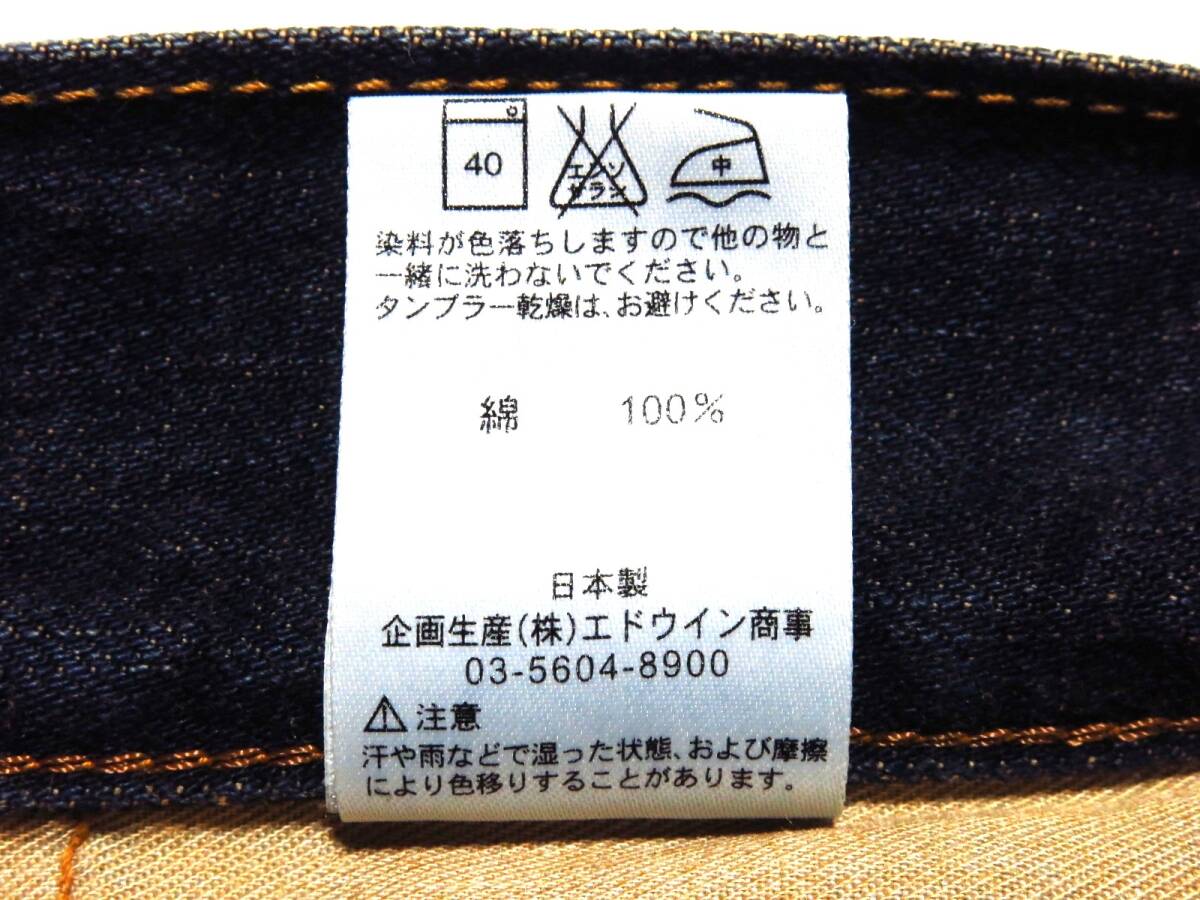 40
エンソ
サラシ
中
染料が色落ちしますので他の物と
一緒に洗わないでください。
タンブラー乾燥は、お避けください。
綿 100%
日本製
企画生産(株)エドウイン商事
03-5604-8900
注意
汗や雨などで湿った状態、および摩擦
により色移りすることがあります。